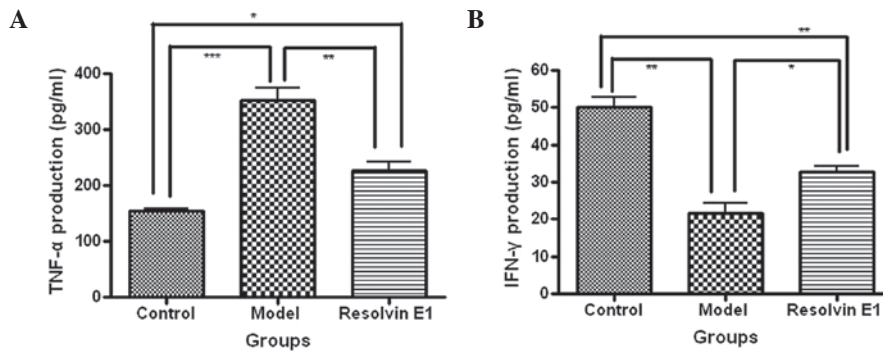 A
*
***
**
TNF-α production (pg/ml)
400
300
200
100
0
Control Model Resolvin E1
Groups
B
**
**
*
IFN-γ production (pg/ml)
60
50
40
30
20
10
0
Control Model Resolvin E1
Groups